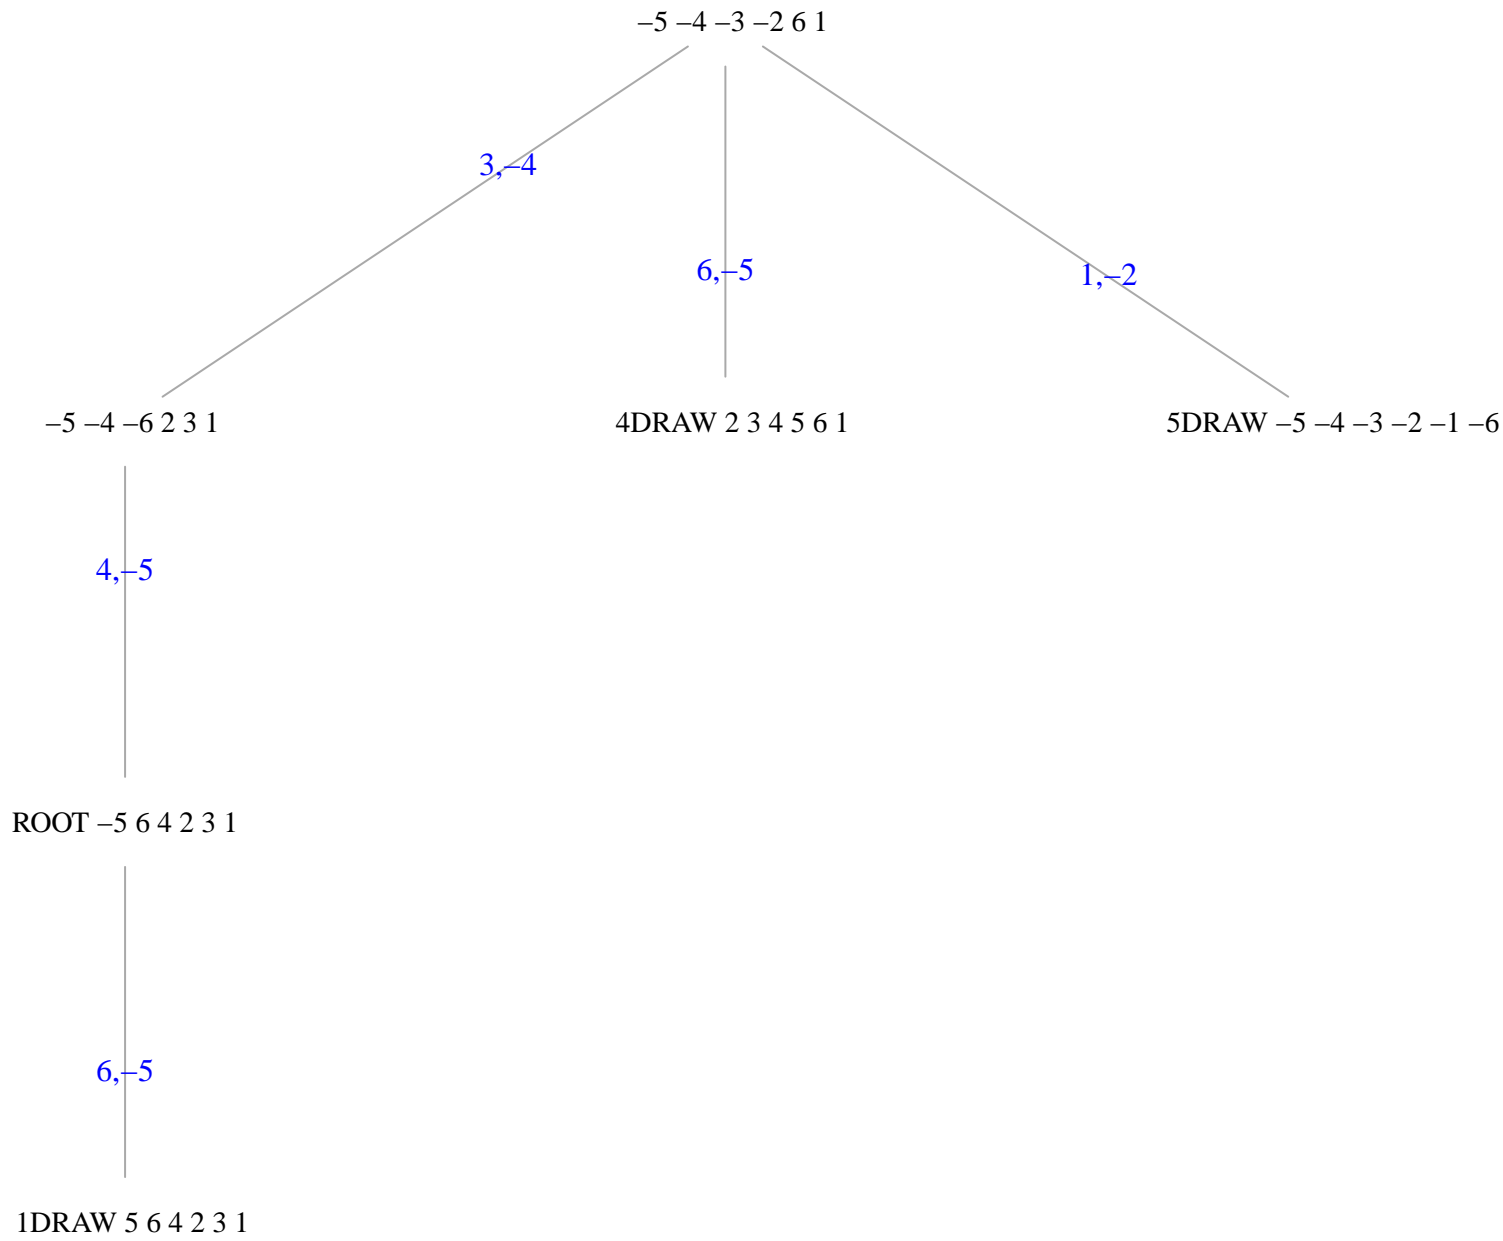 –5 –4 –3 –2 6 1
3,–4
6,–5
1,–2
–5 –4 –6 2 3 1
4DRAW 2 3 4 5 6 1
5DRAW –5 –4 –3 –2 –1 –6
4,–5
ROOT –5 6 4 2 3 1
6,–5
1DRAW 5 6 4 2 3 1